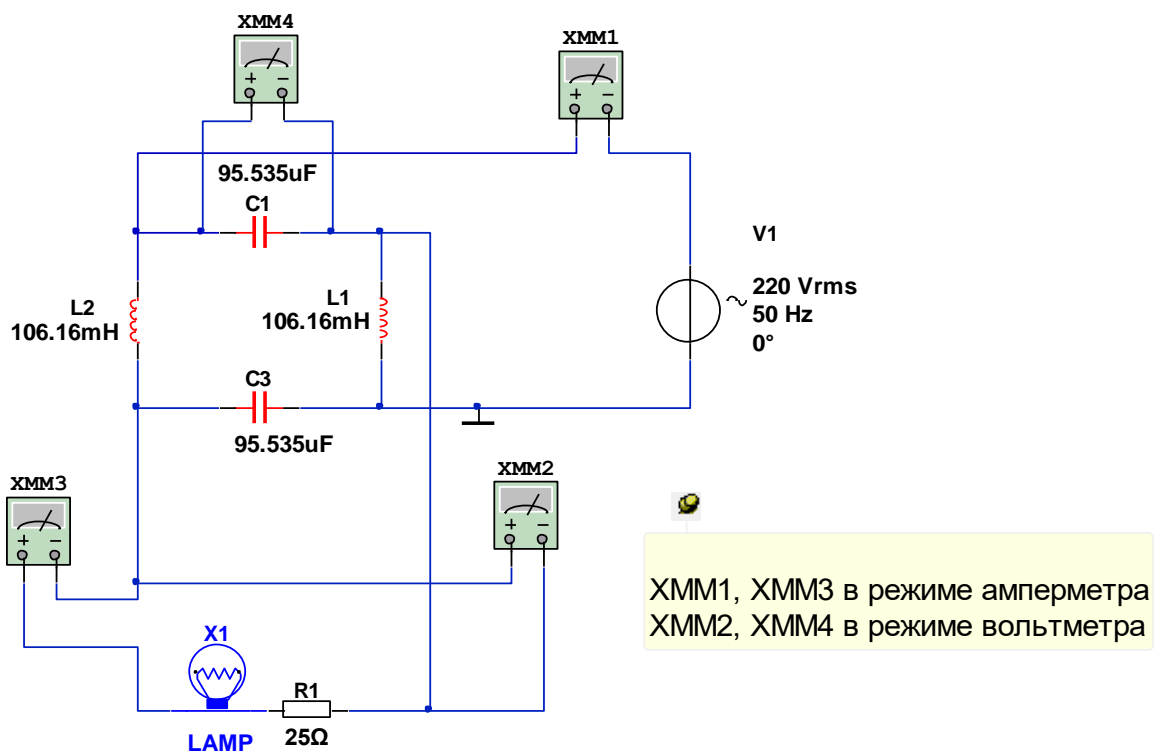 XMM4
XMM1
+ −
+ −
95.535uF
C1
V1
220 Vrms
50 Hz
0°
L2
106.16mH
L1
106.16mH
C3
95.535uF
XMM3
+ −
XMM2
+ −
XMM1, XMM3 в режиме амперметра
XMM2, XMM4 в режиме вольтметра
X1
R1
25Ω
LAMP